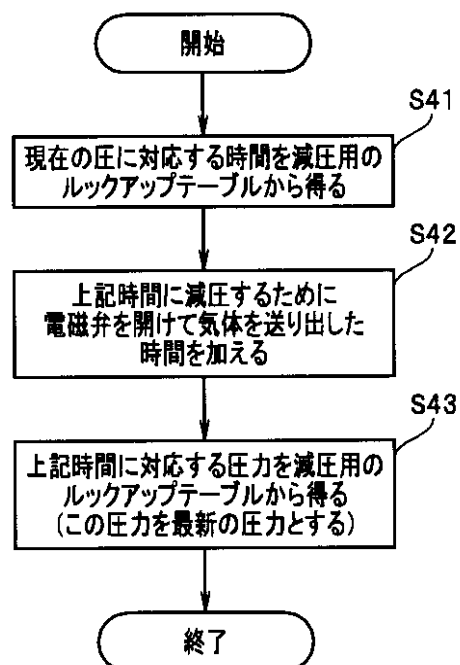 開始
S41
現在の圧に対応する時間を減圧用の
ルックアップテーブルから得る
S42
上記時間に減圧するために
電磁弁を開けて気体を送り出した
時間を加える
S43
上記時間に対応する圧力を減圧用の
ルックアップテーブルから得る
(この圧力を最新の圧力とする)
終了